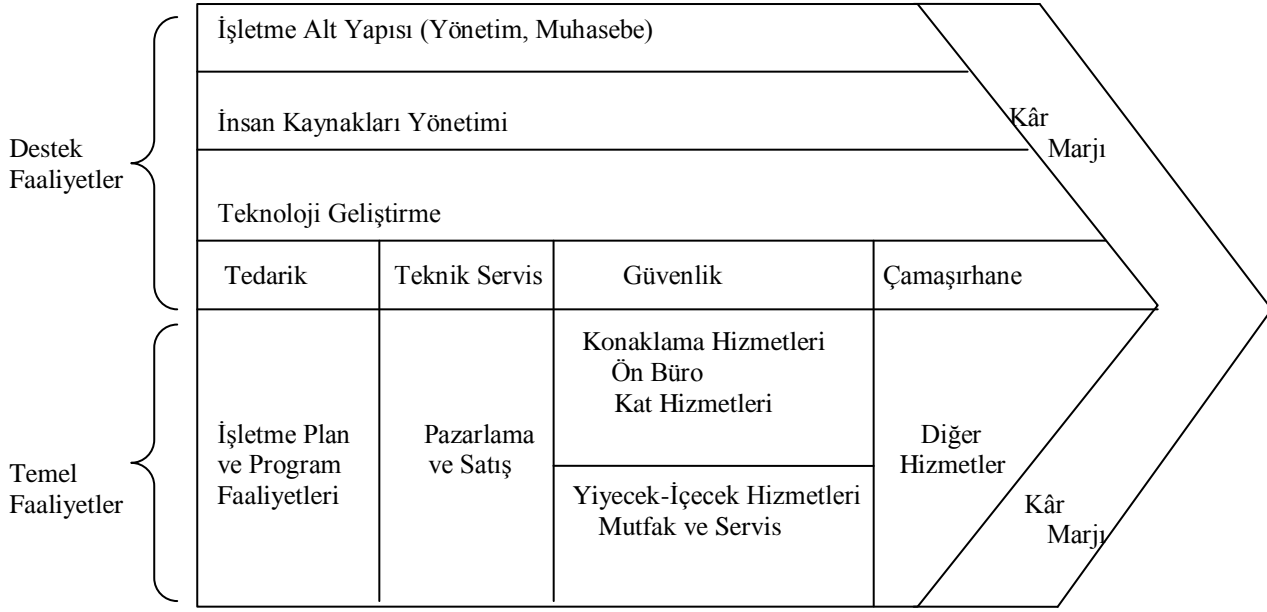 İşletme Alt Yapısı (Yönetim, Muhasebe)
İnsan Kaynakları Yönetimi
Kâr
Marjı
Destek
Faaliyetler
Teknoloji Geliştirme
Tedarik
Teknik Servis
Güvenlik
Çamaşırhane
Temel
Faaliyetler
İşletme Plan
ve Program
Faaliyetleri
Pazarlama
ve Satış
Konaklama Hizmetleri
Ön Büro
Kat Hizmetleri
Yiyecek-İçecek Hizmetleri
Mutfak ve Servis
Diğer
Hizmetler
Kâr
Marjı